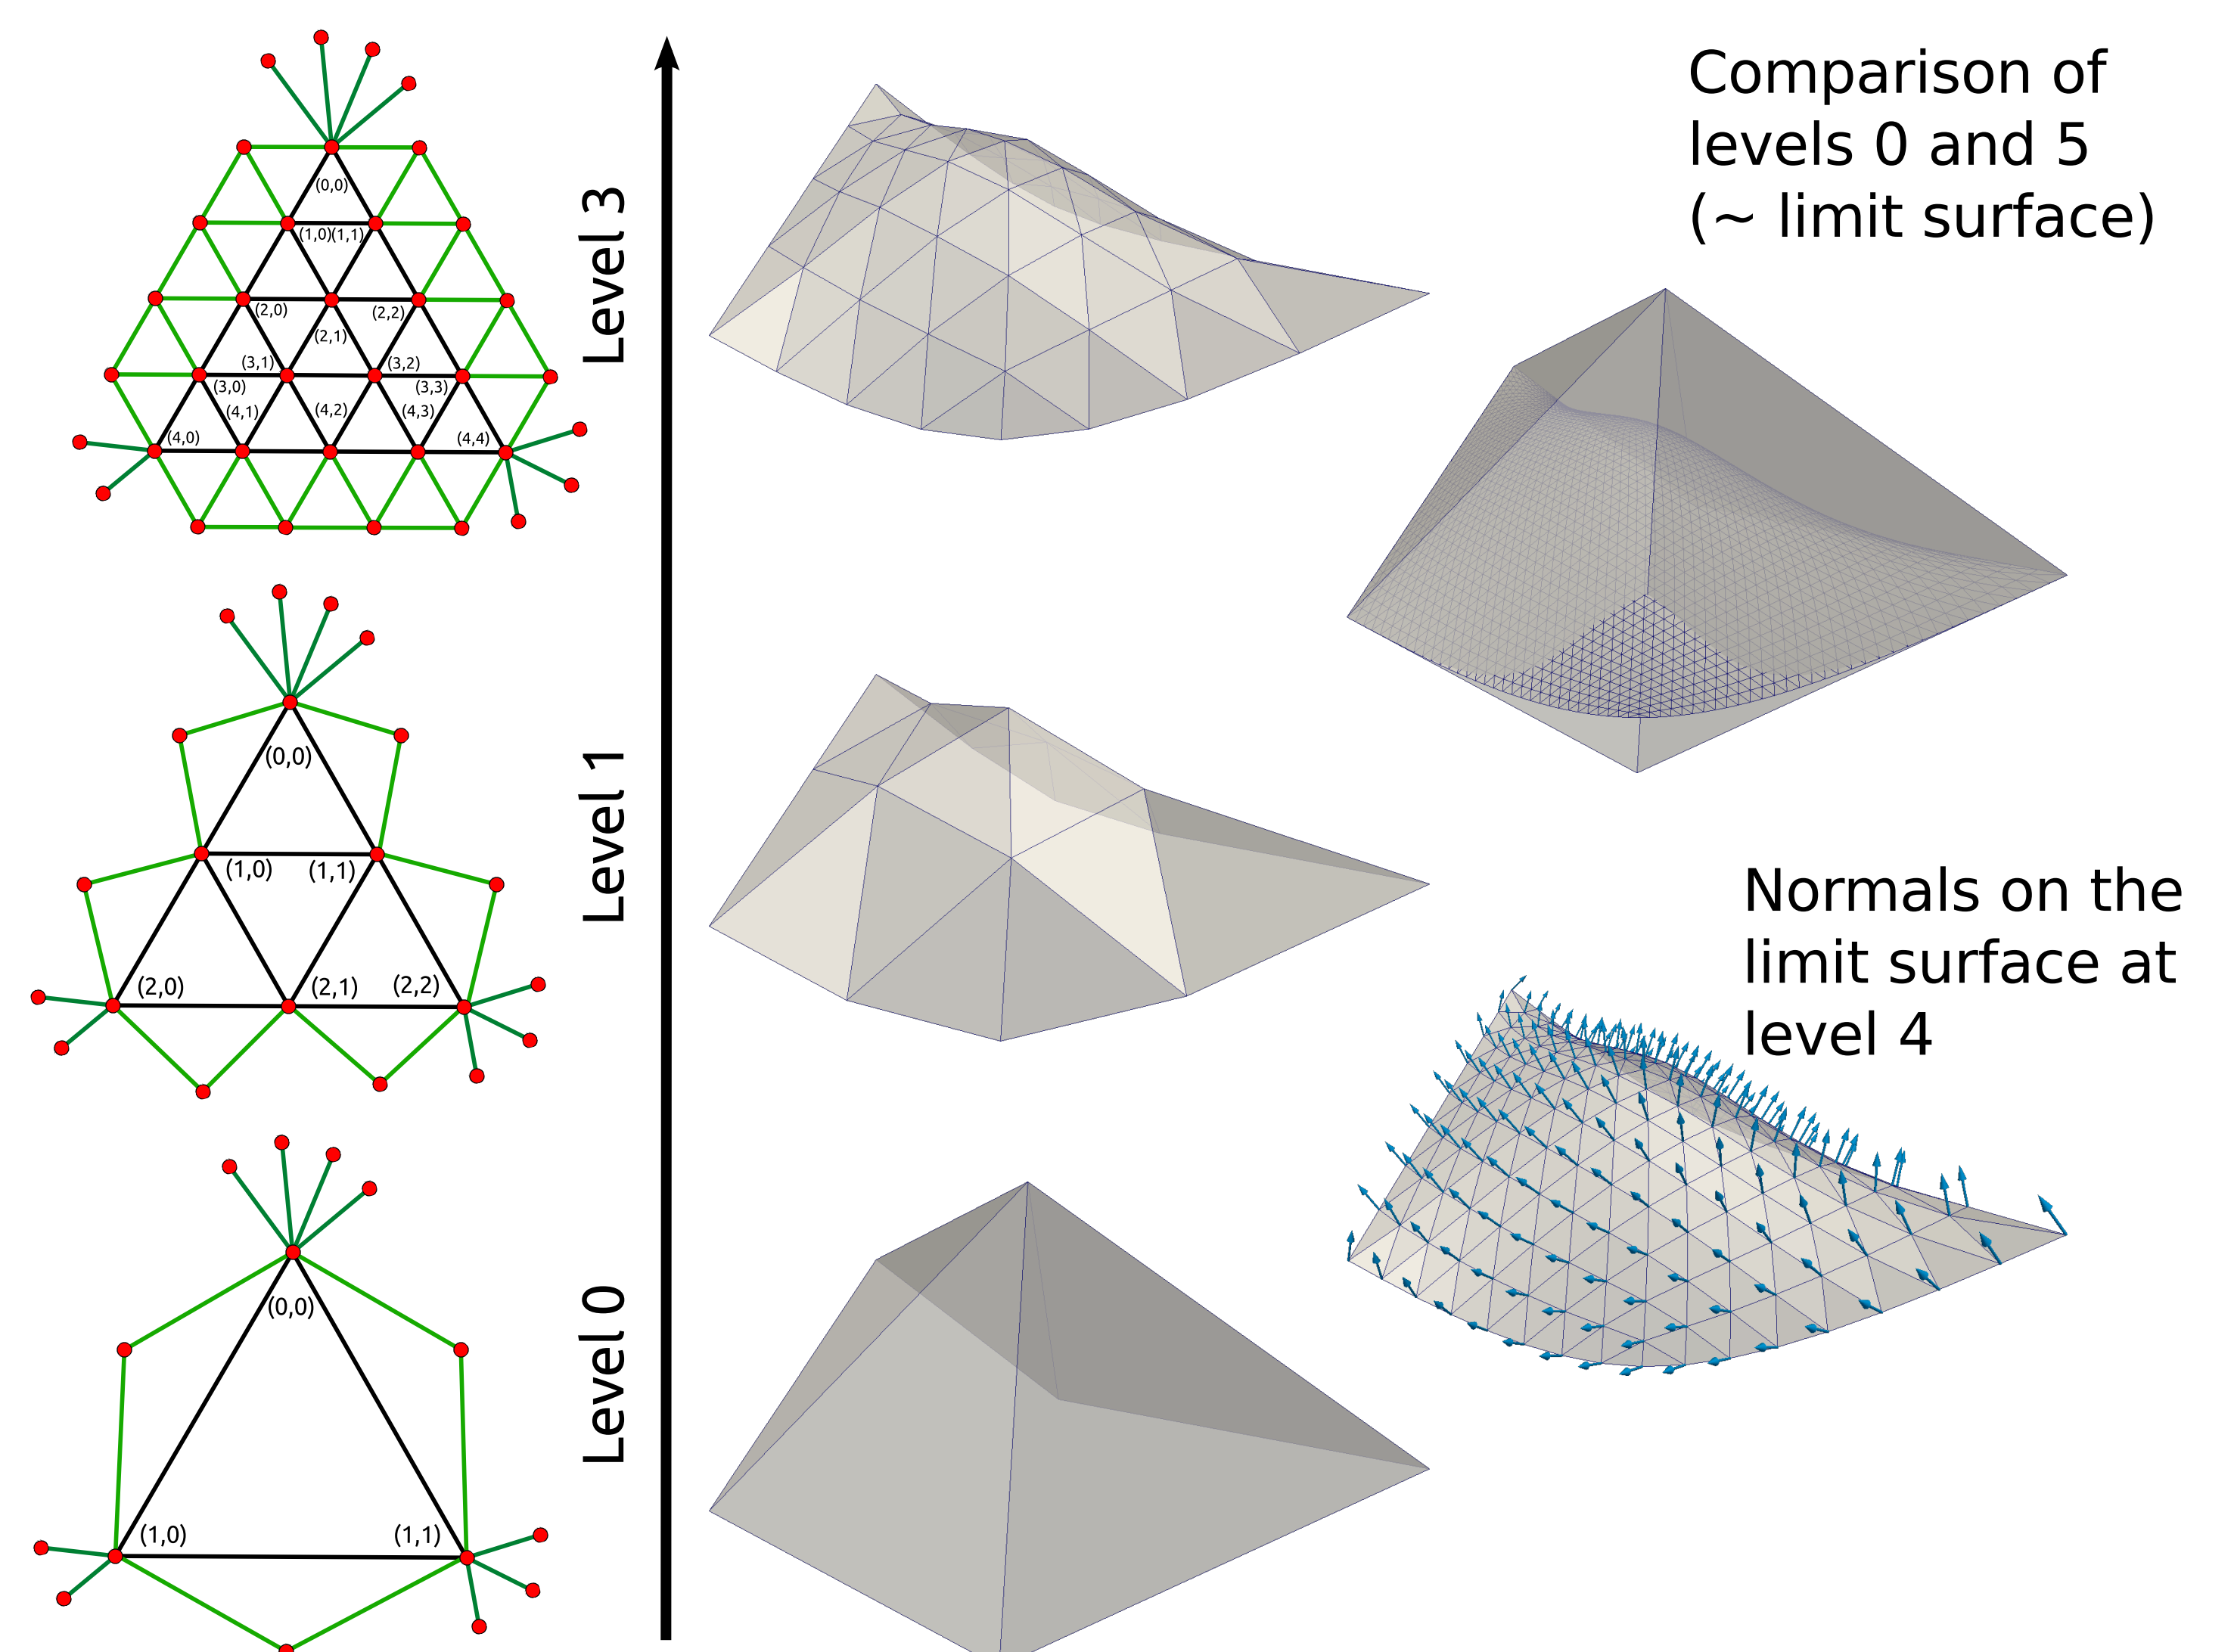 (0,0)
(1,0)(1,1)
(2,0) (2,2)
(2,1)
(3,1) (3,2)
(3,0) (3,3)
(4,1) (4,2) (4,3)
(4,0) (4,4)
Level 3
Comparison of
levels 0 and 5
(~ limit surface)
(0,0)
(1,0) (1,1)
(2,0) (2,1) (2,2)
Level 1
Normals on the
limit surface at
level 4
(0,0)
(1,0) (1,1)
Level 0